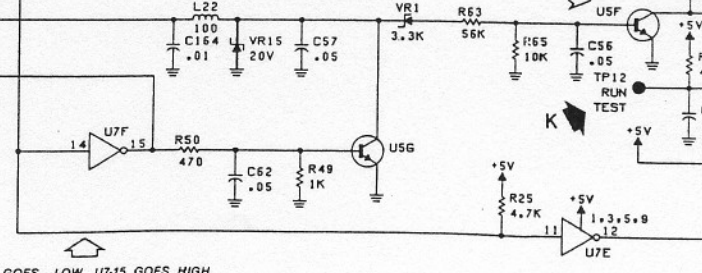 L22
100
C164
.01
VR15
20V
C57
.05
VR1
3.3K
R63
56K
R65
10K
C56
.05
U5F
+5V
TP12
RUN
TEST
K
+5V
U7F
14
15
R50
470
C62
.05
R49
1K
U5G
+5V
R25
4.7K
+5V
1,3,5,9
11
12
U7E
GOES LOW, U7-15 GOES HIGH